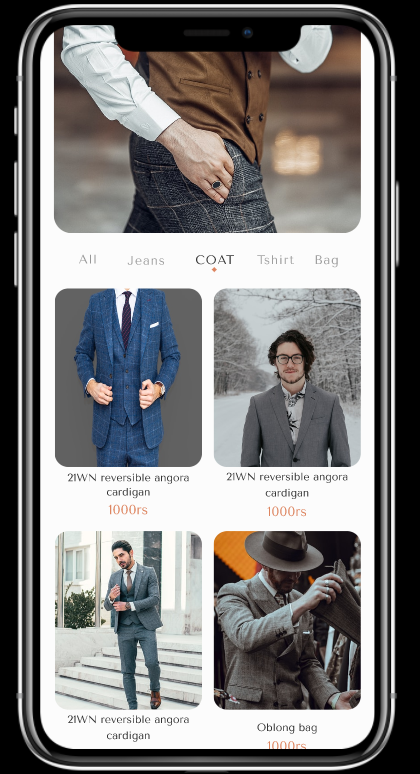 All Jeans COAT Tshirt Bag
21WN reversible angora
cardigan
1000rs
21WN reversible angora
cardigan
1000rs
21WN reversible angora
cardigan
Oblong bag
1000rs